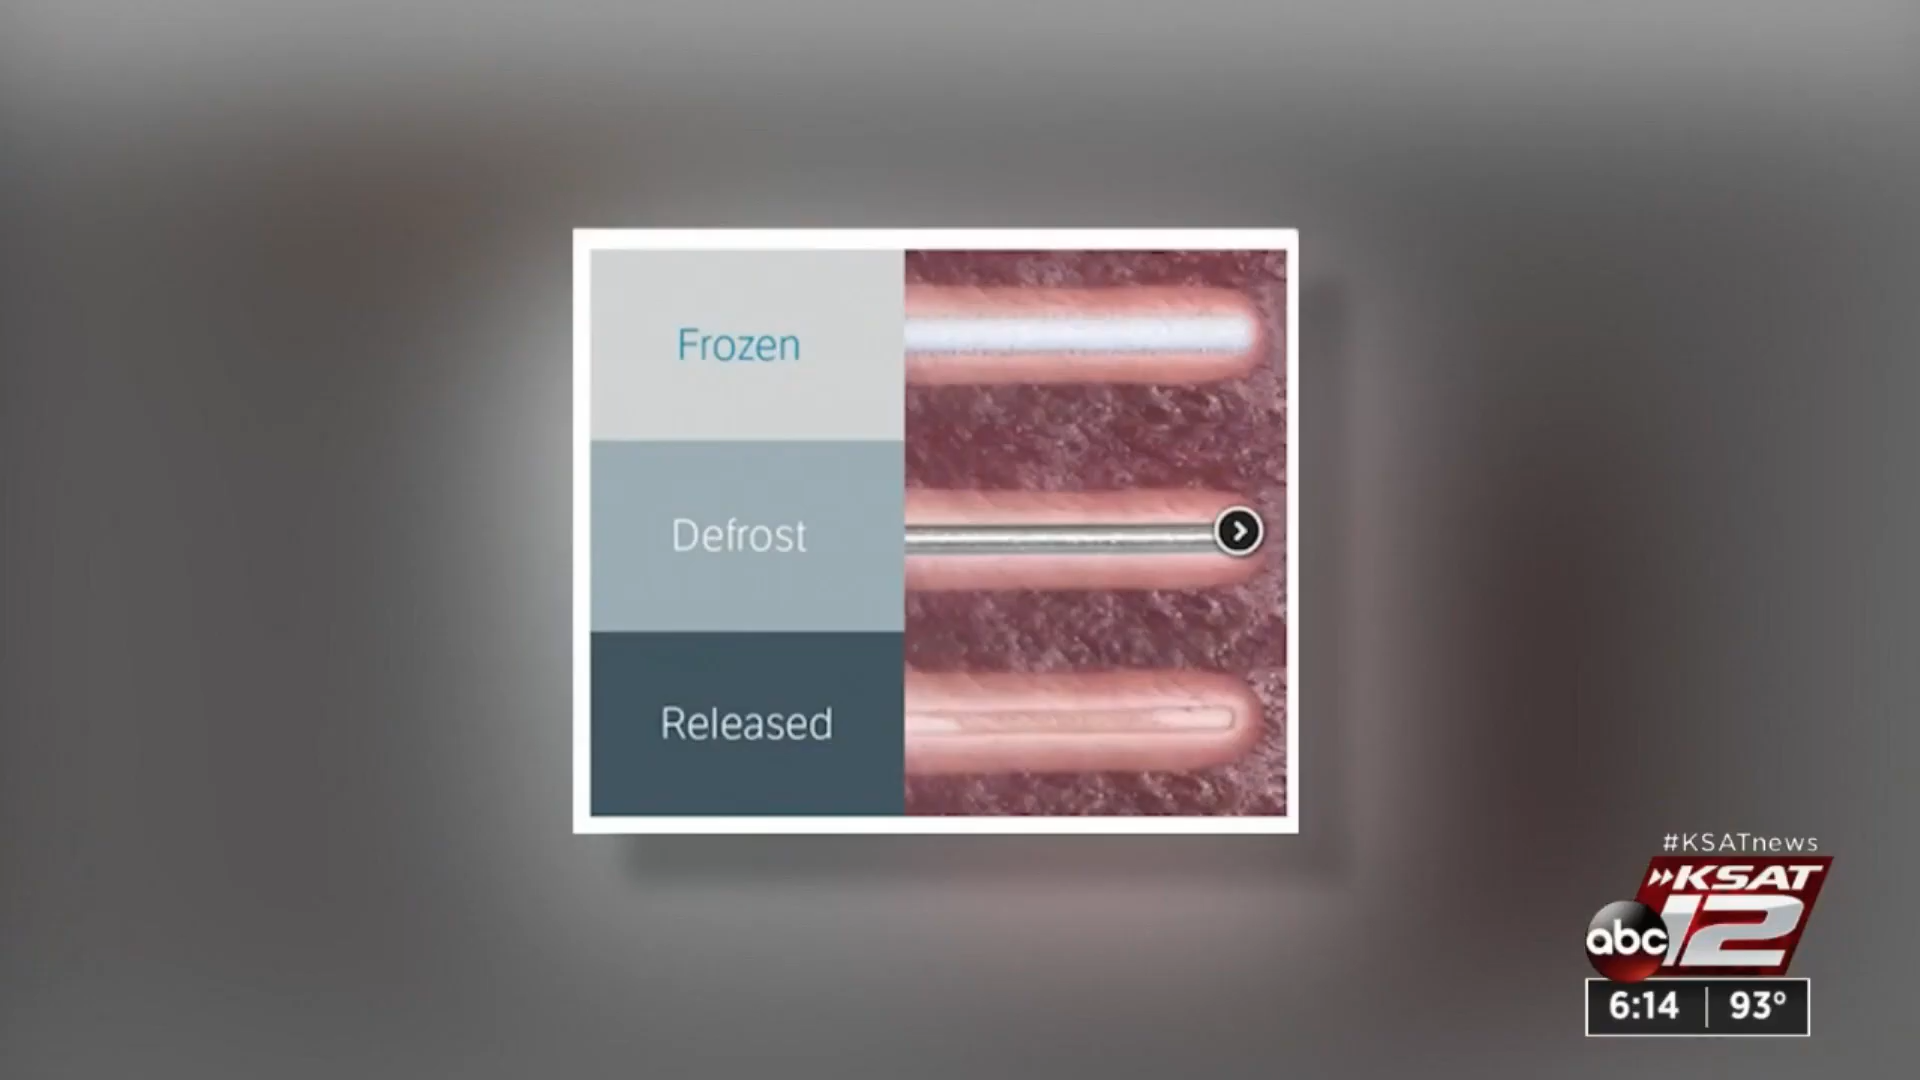 Frozen
Defrost
Released
#KSATnews
KSAT
abc 12
6:14 | 93°